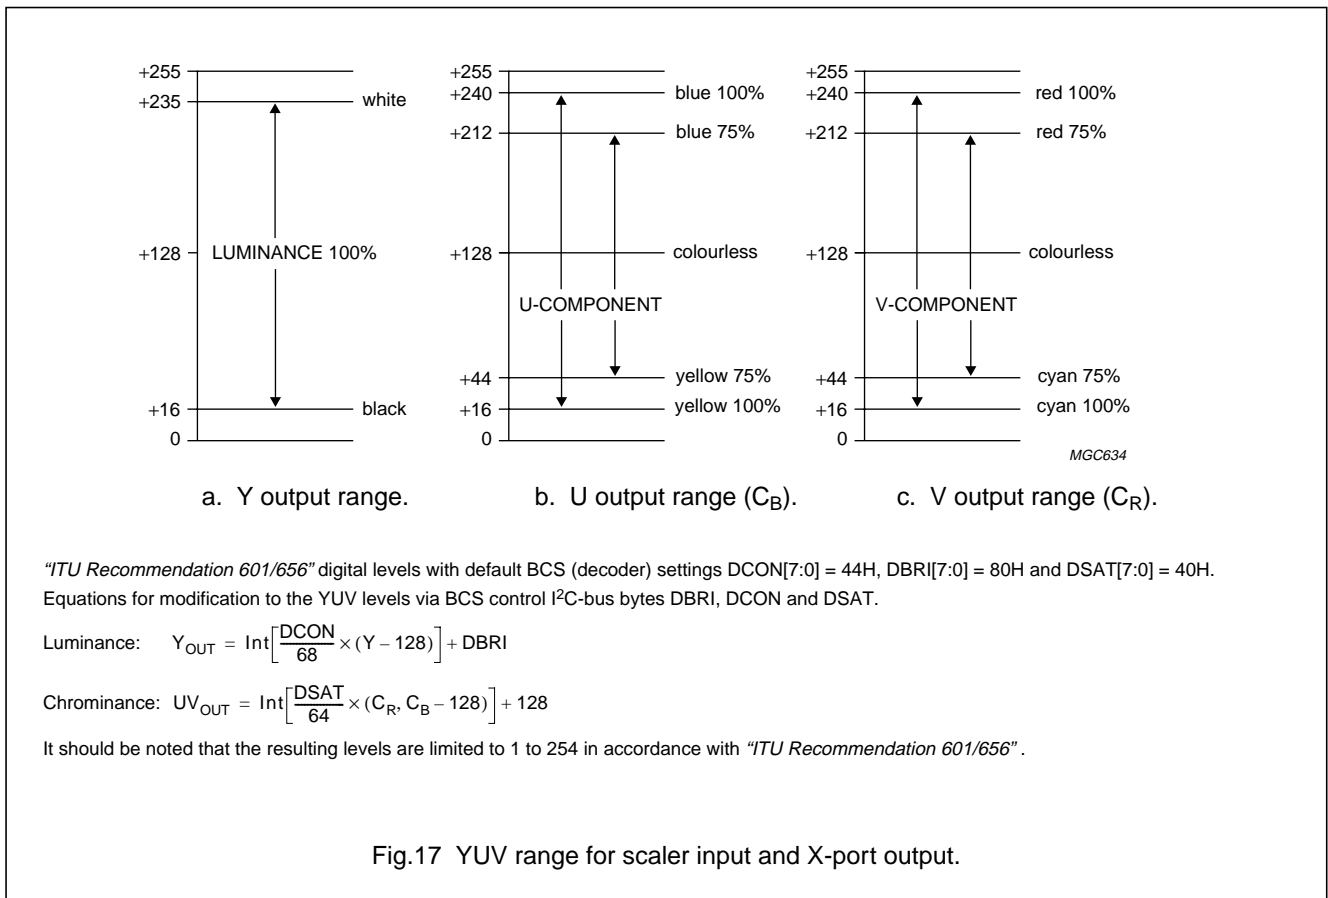 +255
+235 white
+128 LUMINANCE 100%
+16 black
0
+255
+240 blue 100%
+212 blue 75%
+128 colourless
U-COMPONENT
+44 yellow 75%
+16 yellow 100%
0
+255
+240 red 100%
+212 red 75%
+128 colourless
V-COMPONENT
+44 cyan 75%
+16 cyan 100%
0
MGC634
a. Y output range.
b. U output range (C_B).
c. V output range (C_R).
“ITU Recommendation 601/656” digital levels with default BCS (decoder) settings DCON[7:0] = 44H, DBRI[7:0] = 80H and DSAT[7:0] = 40H.
Equations for modification to the YUV levels via BCS control I²C-bus bytes DBRI, DCON and DSAT.
Luminance: Y_OUT = Int[DCON/68 × (Y – 128)] + DBRI
Chrominance: UV_OUT = Int[DSAT/64 × (C_R, C_B – 128)] + 128
It should be noted that the resulting levels are limited to 1 to 254 in accordance with “ITU Recommendation 601/656” .
Fig.17 YUV range for scaler input and X-port output.